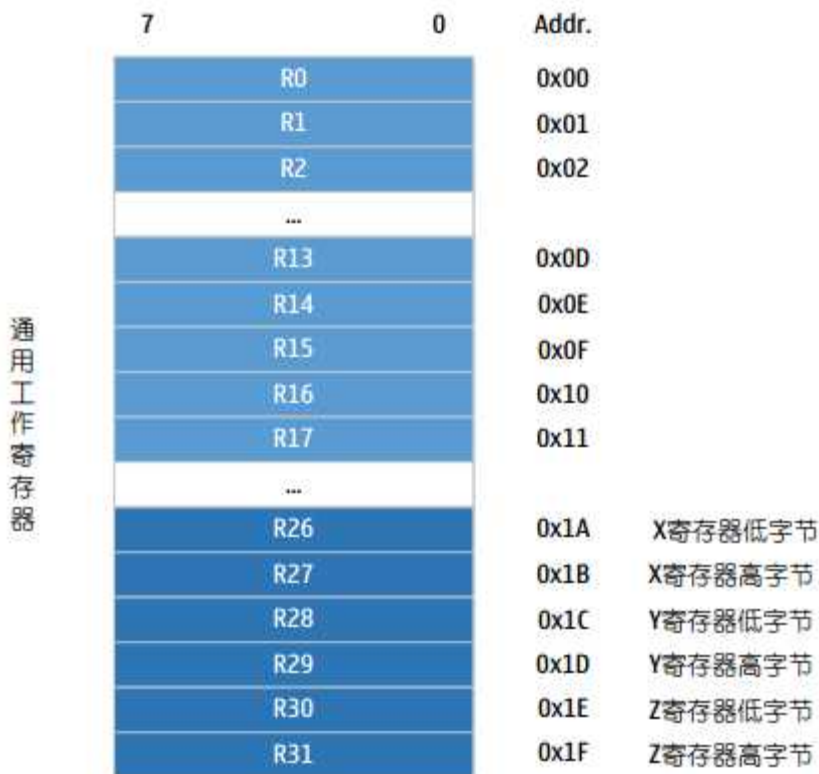 7 0 Addr.
R0 0x00
R1 0x01
R2 0x02
...
R13 0x0D
R14 0x0E
R15 0x0F
R16 0x10
R17 0x11
...
R26 0x1A X寄存器低字节
R27 0x1B X寄存器高字节
R28 0x1C Y寄存器低字节
R29 0x1D Y寄存器高字节
R30 0x1E Z寄存器低字节
R31 0x1F Z寄存器高字节
通用工作寄存器